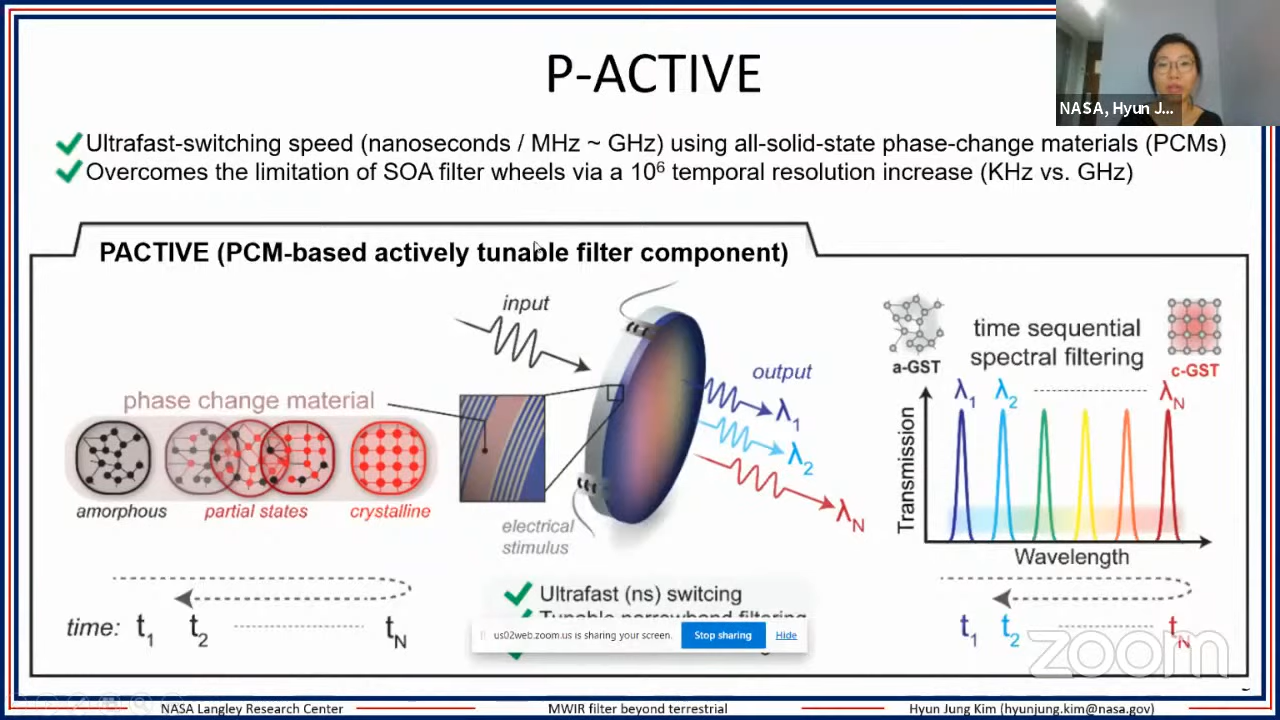 P-ACTIVE
NASA, Hyun J...
Ultrafast-switching speed (nanoseconds / MHz ~ GHz) using all-solid-state phase-change materials (PCMs)
Overcomes the limitation of SOA filter wheels via a 10⁶ temporal resolution increase (KHz vs. GHz)
PACTIVE (PCM-based actively tunable filter component)
input
phase change material
amorphous
partial states
crystalline
electrical
stimulus
output
λ1
λ2
λN
a-GST
time sequential
spectral filtering
c-GST
λ1 λ2 λN
Transmission
Wavelength
time: t1 t2 tN
Ultrafast (ns) switcing
Tunable narrowband filtering
us02web.zoom.us is sharing your screen. Stop sharing Hide
t1 t2 tN
zoom
NASA Langley Research Center
MWIR filter beyond terrestrial
Hyun Jung Kim (hyunjung.kim@nasa.gov)